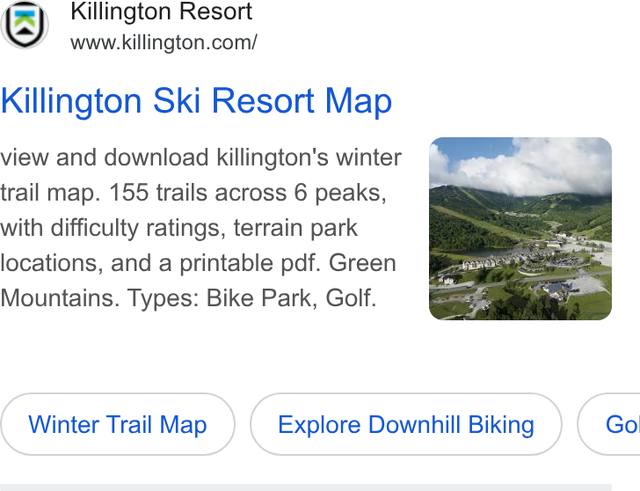 Killington Resort
www.killington.com/
Killington Ski Resort Map
view and download killington's winter
trail map. 155 trails across 6 peaks,
with difficulty ratings, terrain park
locations, and a printable pdf. Green
Mountains. Types: Bike Park, Golf.
Winter Trail Map
Explore Downhill Biking